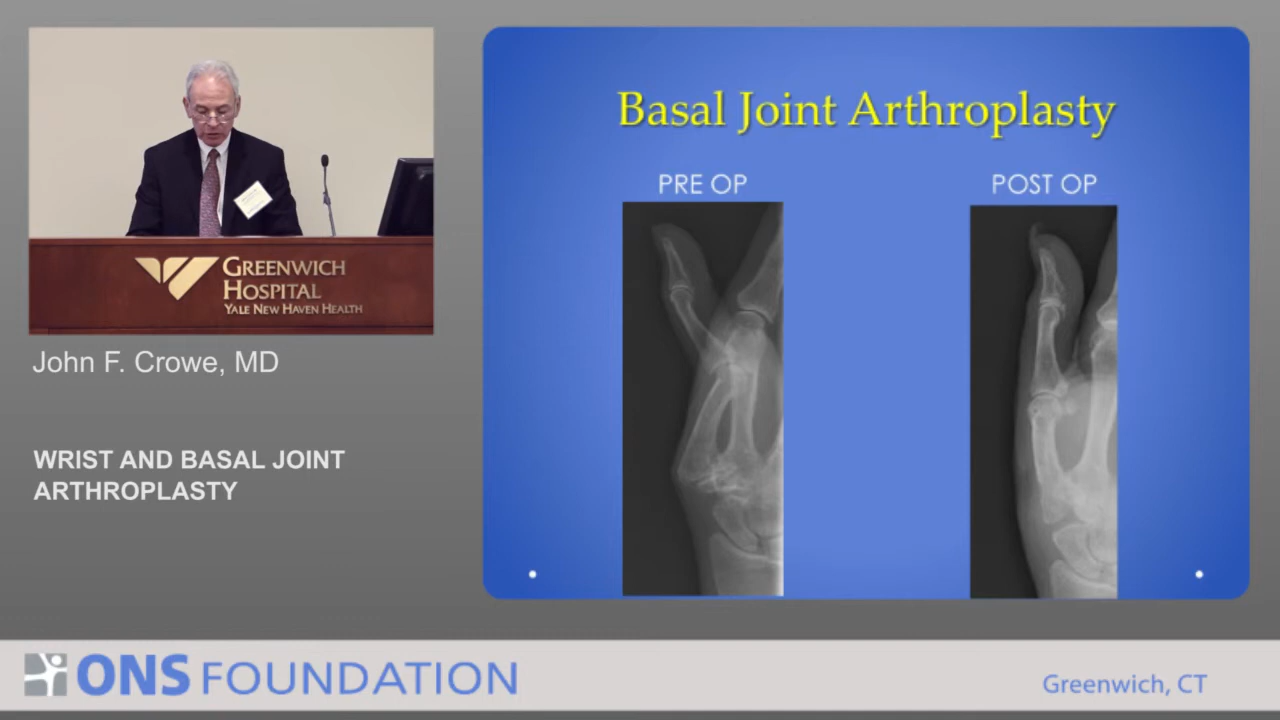 Basal Joint Arthroplasty
PRE OP
POST OP
GREENWICH
HOSPITAL
YALE NEW HAVEN HEALTH
John F. Crowe, MD
WRIST AND BASAL JOINT
ARTHROPLASTY
ONS FOUNDATION
Greenwich, CT